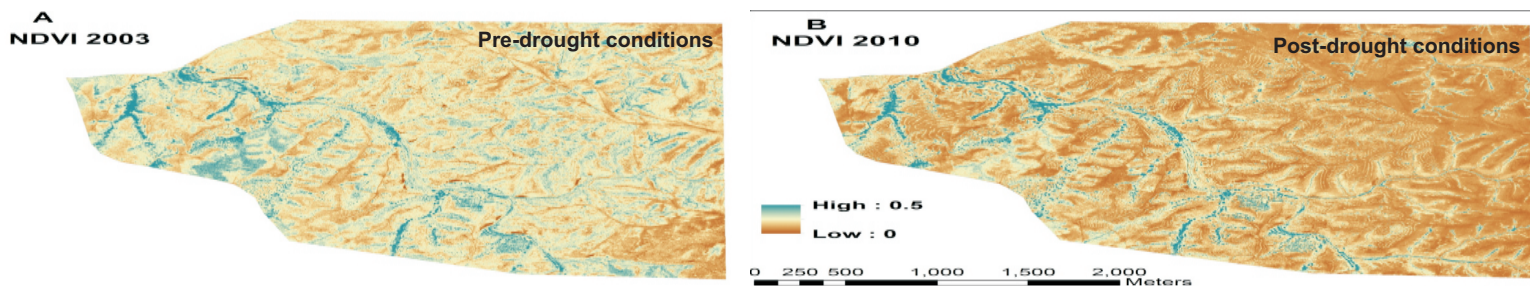 A
NDVI 2003
Pre-drought conditions
B
NDVI 2010
Post-drought conditions
High : 0.5
Low : 0
0 250 500 1,000 1,500 2,000
Meters